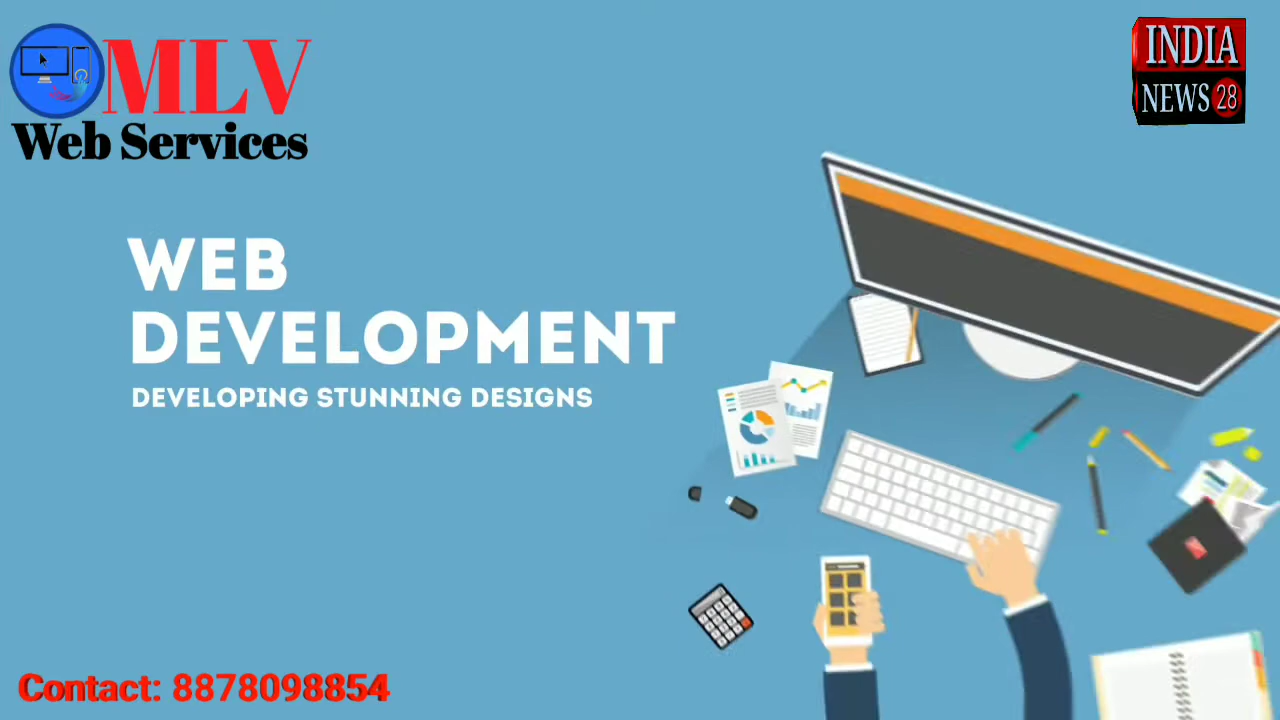 MLV
Web Services
INDIA
NEWS 28
WEB
DEVELOPMENT
DEVELOPING STUNNING DESIGNS
Contact: 8878098854